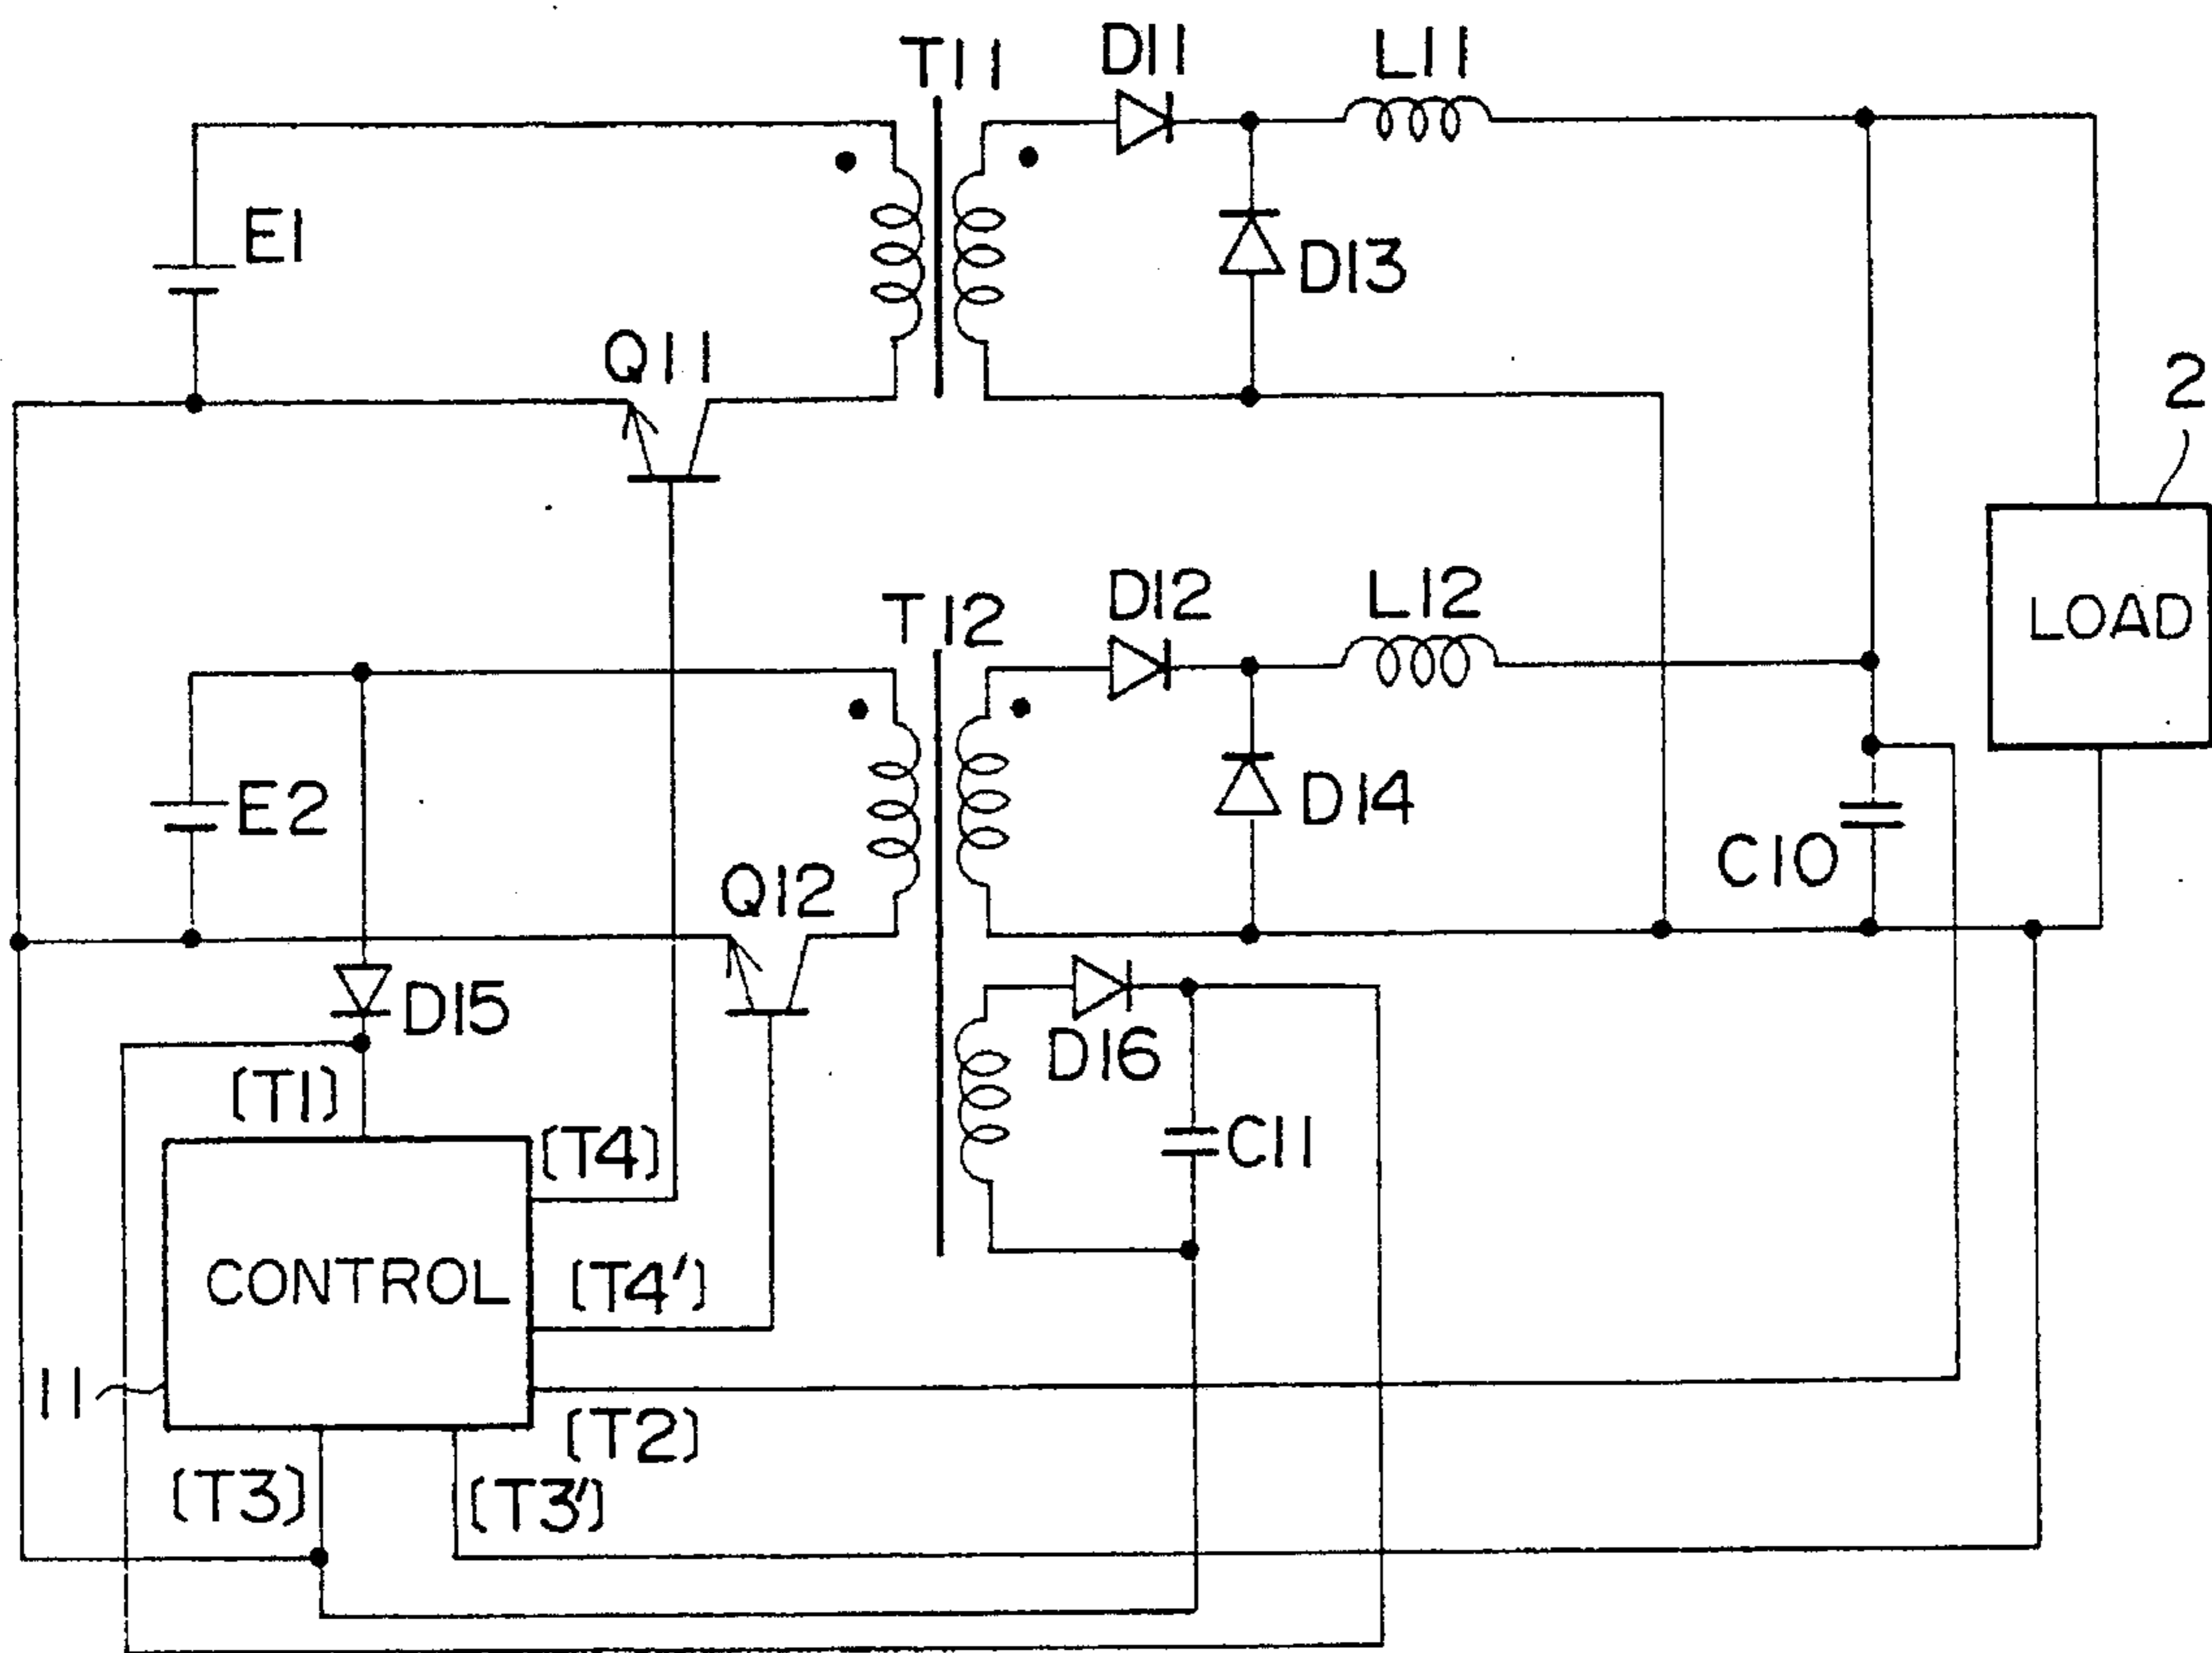 T11
D11
L11
E1
D13
Q11
2
T12
D12
L12
LOAD
E2
D14
C10
Q12
D15
D16
(T1)
(T4)
C11
CONTROL
(T4')
11
(T2)
(T3)
(T3')